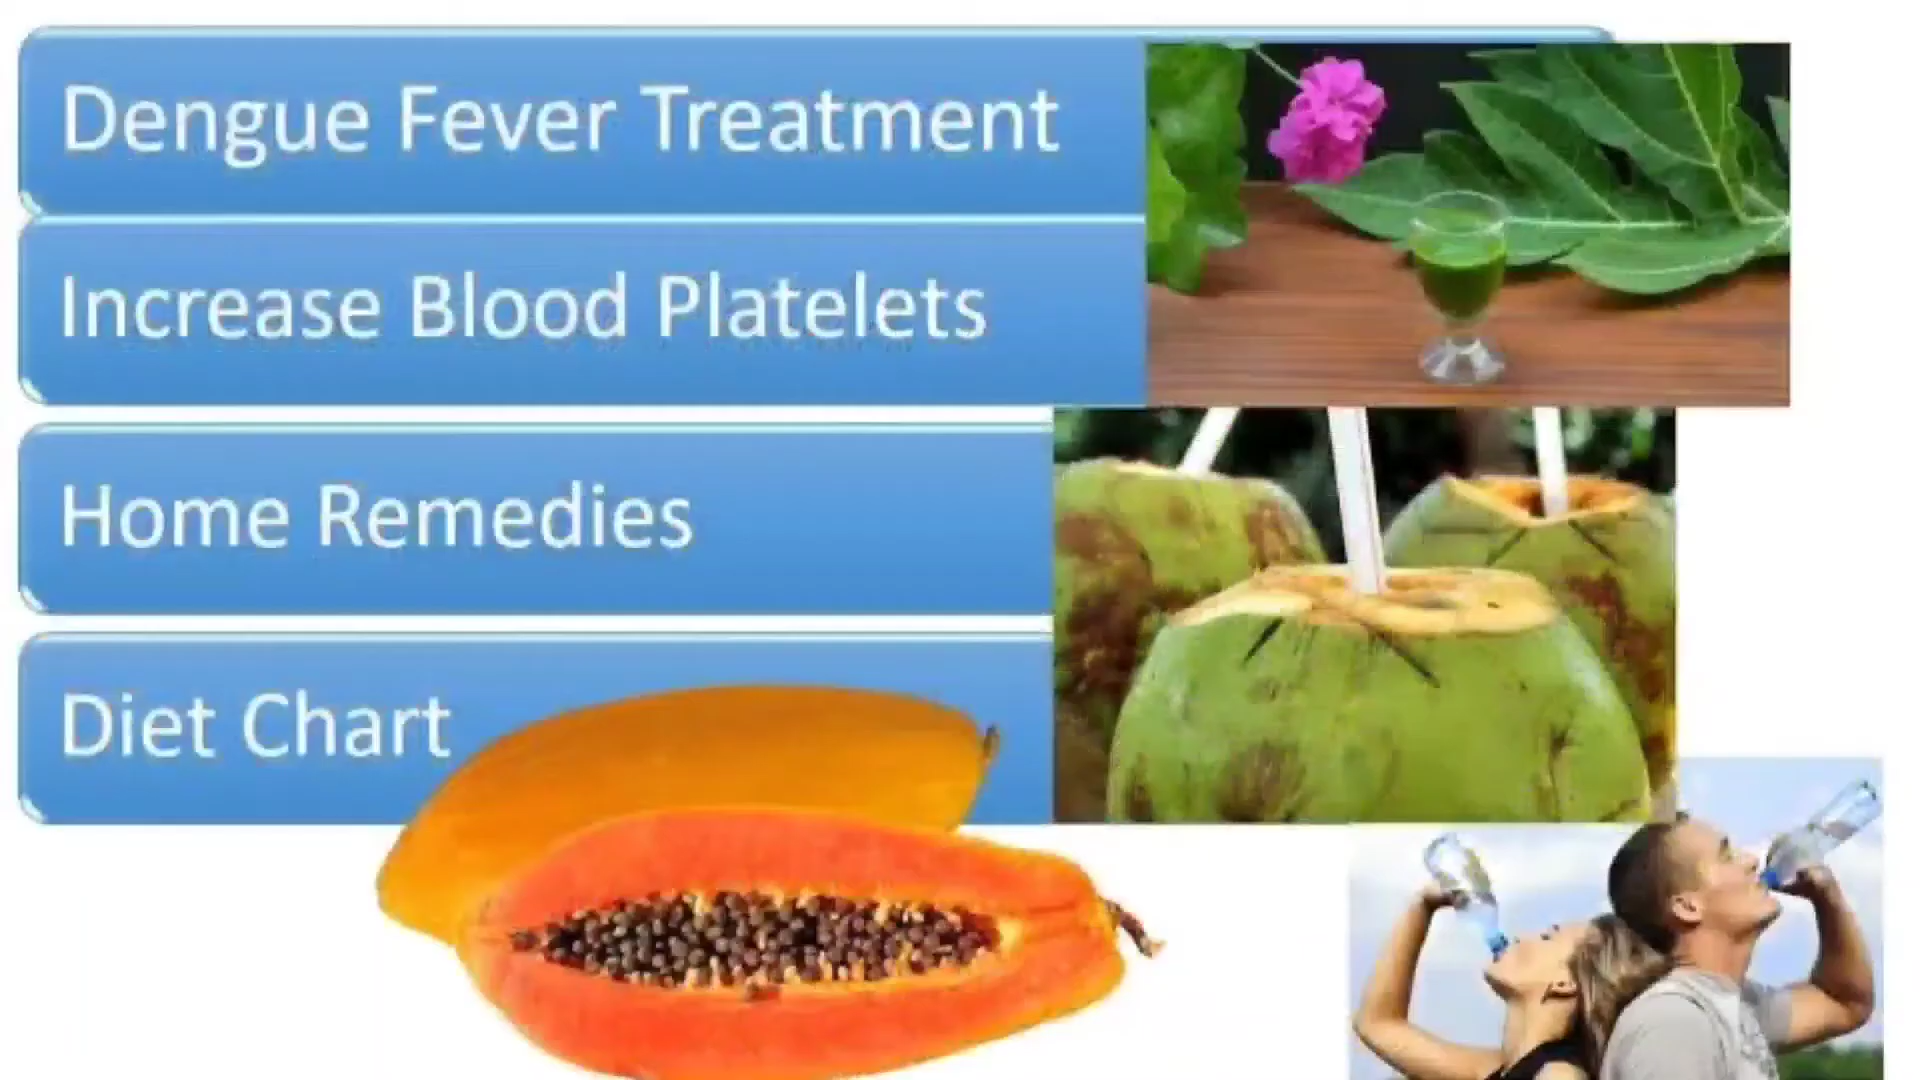 Dengue Fever Treatment
Increase Blood Platelets
Home Remedies
Diet Chart